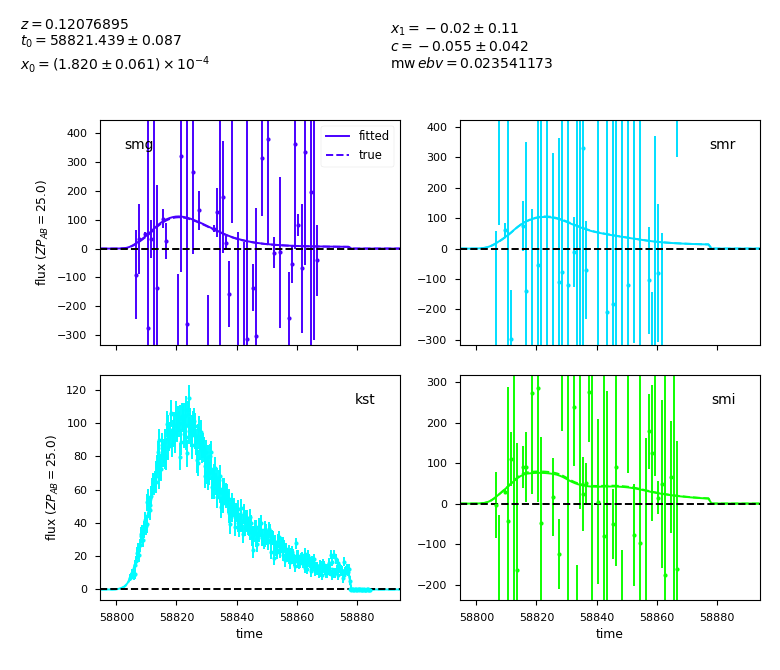 z = 0.12076895
t₀ = 58821.439 ± 0.087
x₀ = (1.820 ± 0.061) × 10⁻⁴
x₁ = −0.02 ± 0.11
c = −0.055 ± 0.042
mw ebv = 0.023541173
smg
fitted
true
400
300
200
100
0
−100
−200
−300
flux (ZP_AB = 25.0)
smr
400
300
200
100
0
−100
−200
−300
kst
120
100
80
60
40
20
0
flux (ZP_AB = 25.0)
58800 58820 58840 58860 58880
time
smi
300
200
100
0
−100
−200
58800 58820 58840 58860 58880
time